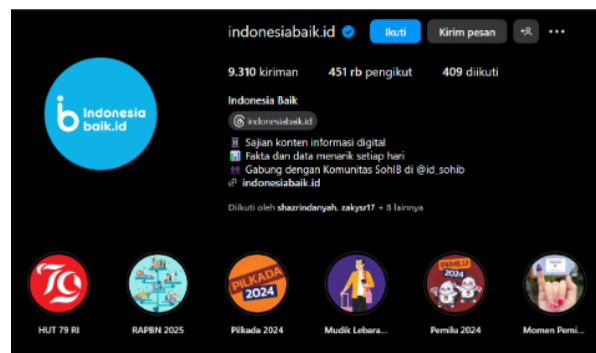 indonesiabaik.id
Ikuti
Kirim pesan
9.310 kiriman 451 rb pengikut 409 diikuti
Indonesia Baik
indonesiabaik.id
Sajian konten informasi digital
Fakta dan data menarik setiap hari
Gabung dengan Komunitas SohIB di @id_sohib
indonesiabaik.id
Diikuti oleh shazrindanyah, zakysr17 + 8 lainnya
Indonesia
baik.id
79
PILKADA
2024
PEMILU
2024
HUT 79 RI
RAPBN 2025
Pilkada 2024
Mudik Lebara...
Pemilu 2024
Momen Pemi...